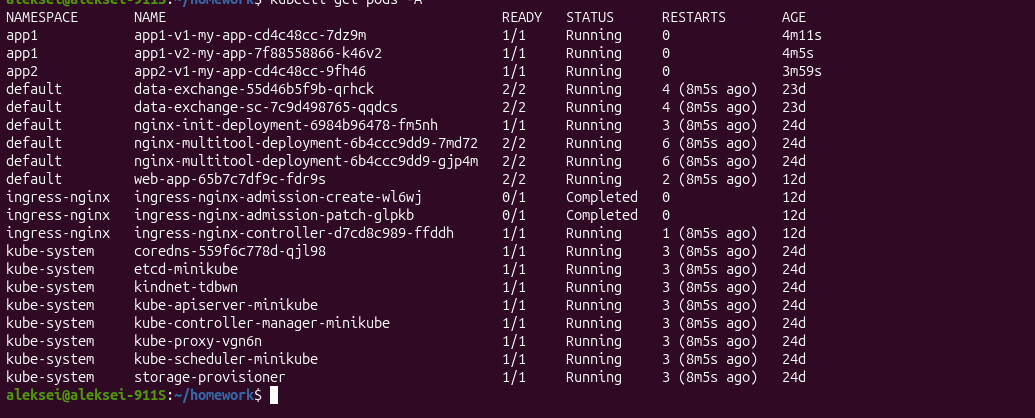 aleksei@aleksei-911S:~/homework$ kubectl get pods -A
NAMESPACE NAME READY STATUS RESTARTS AGE
app1 app1-v1-my-app-cd4c48cc-7dz9m 1/1 Running 0 4m11s
app1 app1-v2-my-app-7f88558866-k46v2 1/1 Running 0 4m5s
app2 app2-v1-my-app-cd4c48cc-9fh46 1/1 Running 0 3m59s
default data-exchange-55d46b5f9b-qrhck 2/2 Running 4 (8m5s ago) 23d
default data-exchange-sc-7c9d498765-qqdcs 2/2 Running 4 (8m5s ago) 23d
default nginx-init-deployment-6984b96478-fm5nh 1/1 Running 3 (8m5s ago) 24d
default nginx-multitool-deployment-6b4ccc9dd9-7md72 2/2 Running 6 (8m5s ago) 24d
default nginx-multitool-deployment-6b4ccc9dd9-gjp4m 2/2 Running 6 (8m5s ago) 24d
default web-app-65b7c7df9c-fdr9s 2/2 Running 2 (8m5s ago) 12d
ingress-nginx ingress-nginx-admission-create-wl6wj 0/1 Completed 0 12d
ingress-nginx ingress-nginx-admission-patch-glpkb 0/1 Completed 0 12d
ingress-nginx ingress-nginx-controller-d7cd8c989-ffddh 1/1 Running 1 (8m5s ago) 12d
kube-system coredns-559f6c778d-qjl98 1/1 Running 3 (8m5s ago) 24d
kube-system etcd-minikube 1/1 Running 3 (8m5s ago) 24d
kube-system kindnet-tdbwn 1/1 Running 3 (8m5s ago) 24d
kube-system kube-apiserver-minikube 1/1 Running 3 (8m5s ago) 24d
kube-system kube-controller-manager-minikube 1/1 Running 3 (8m5s ago) 24d
kube-system kube-proxy-vgn6n 1/1 Running 3 (8m5s ago) 24d
kube-system kube-scheduler-minikube 1/1 Running 3 (8m5s ago) 24d
kube-system storage-provisioner 1/1 Running 3 (8m5s ago) 24d
aleksei@aleksei-911S:~/homework$